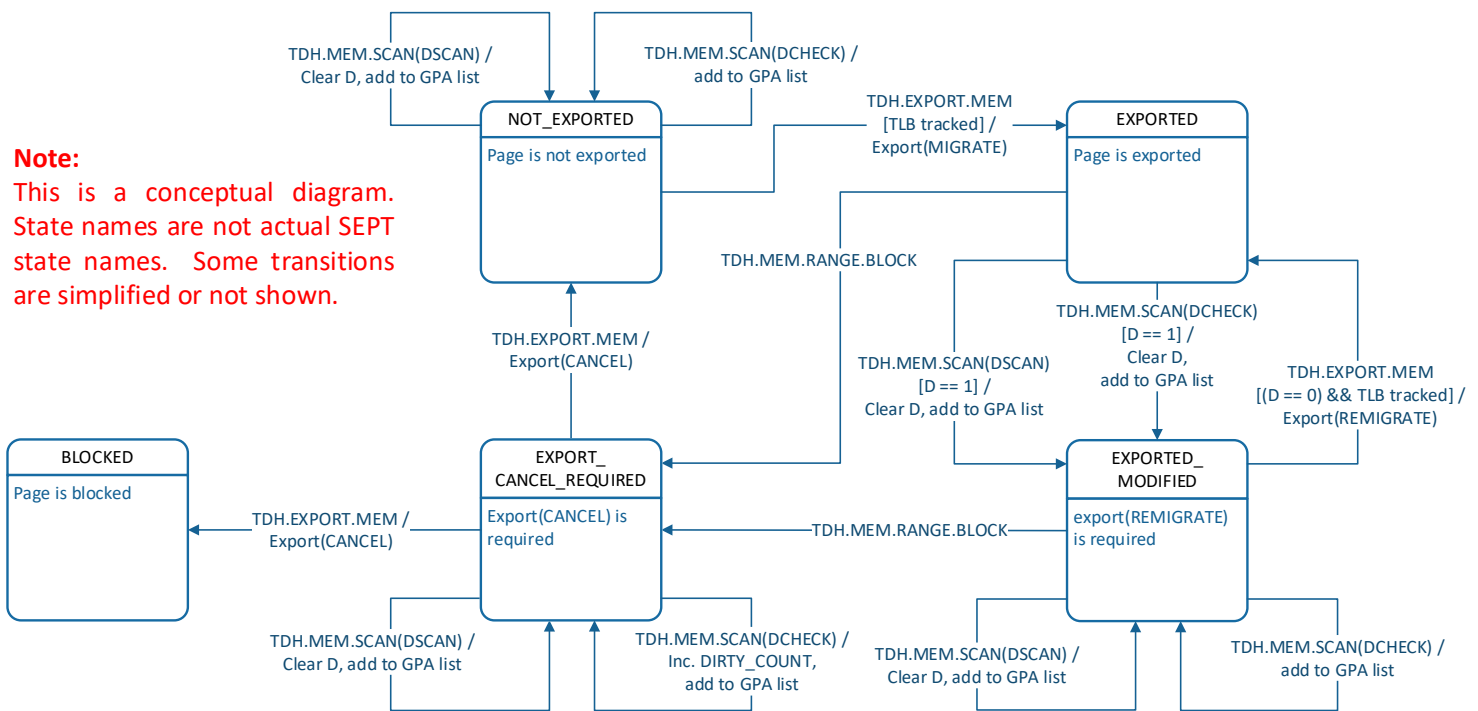 TDH.MEM.SCAN(DSCAN) /
Clear D, add to GPA list
TDH.MEM.SCAN(DCHECK) /
add to GPA list
NOT_EXPORTED
Page is not exported
TDH.EXPORT.MEM
[TLB tracked] /
Export(MIGRATE)
EXPORTED
Page is exported
Note:
This is a conceptual diagram.
State names are not actual SEPT
state names. Some transitions
are simplified or not shown.
TDH.MEM.RANGE.BLOCK
TDH.EXPORT.MEM /
Export(CANCEL)
TDH.MEM.SCAN(DSCAN)
[D == 1] /
Clear D, add to GPA list
TDH.MEM.SCAN(DCHECK)
[D == 1] /
Clear D,
add to GPA list
TDH.EXPORT.MEM
[(D == 0) && TLB tracked] /
Export(REMIGRATE)
BLOCKED
Page is blocked
TDH.EXPORT.MEM /
Export(CANCEL)
EXPORT_
CANCEL_REQUIRED
Export(CANCEL) is
required
TDH.MEM.RANGE.BLOCK
EXPORTED_
MODIFIED
export(REMIGRATE)
is required
TDH.MEM.SCAN(DSCAN) /
Clear D, add to GPA list
TDH.MEM.SCAN(DCHECK) /
Inc. DIRTY_COUNT,
add to GPA list
TDH.MEM.SCAN(DSCAN) /
Clear D, add to GPA list
TDH.MEM.SCAN(DCHECK) /
add to GPA list